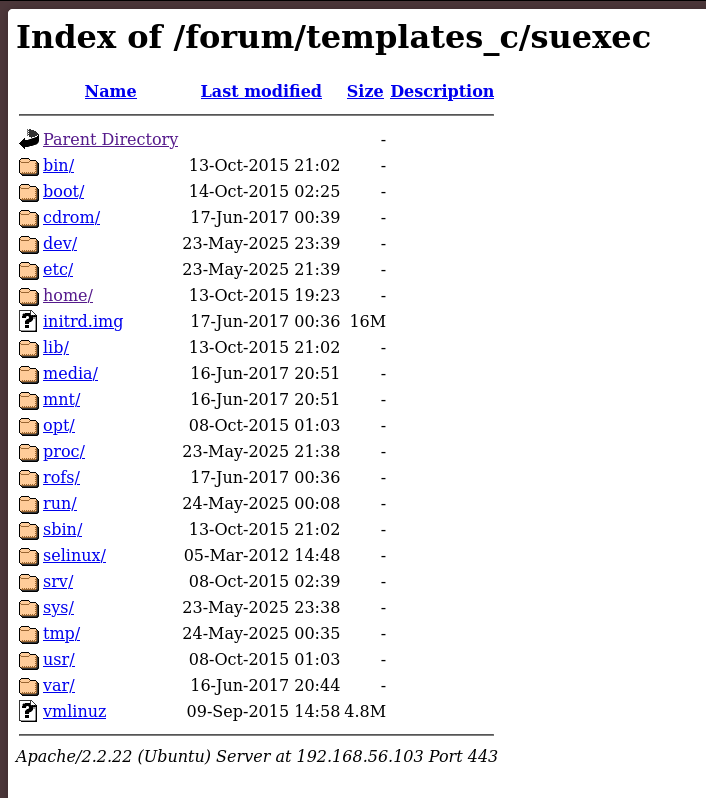 Index of /forum/templates_c/suexec
Name Last modified Size Description
Parent Directory -
bin/ 13-Oct-2015 21:02 -
boot/ 14-Oct-2015 02:25 -
cdrom/ 17-Jun-2017 00:39 -
dev/ 23-May-2025 23:39 -
etc/ 23-May-2025 21:39 -
home/ 13-Oct-2015 19:23 -
initrd.img 17-Jun-2017 00:36 16M
lib/ 13-Oct-2015 21:02 -
media/ 16-Jun-2017 20:51 -
mnt/ 16-Jun-2017 20:51 -
opt/ 08-Oct-2015 01:03 -
proc/ 23-May-2025 21:38 -
rofs/ 17-Jun-2017 00:36 -
run/ 24-May-2025 00:08 -
sbin/ 13-Oct-2015 21:02 -
selinux/ 05-Mar-2012 14:48 -
srv/ 08-Oct-2015 02:39 -
sys/ 23-May-2025 23:38 -
tmp/ 24-May-2025 00:35 -
usr/ 08-Oct-2015 01:03 -
var/ 16-Jun-2017 20:44 -
vmlinuz 09-Sep-2015 14:58 4.8M
Apache/2.2.22 (Ubuntu) Server at 192.168.56.103 Port 443